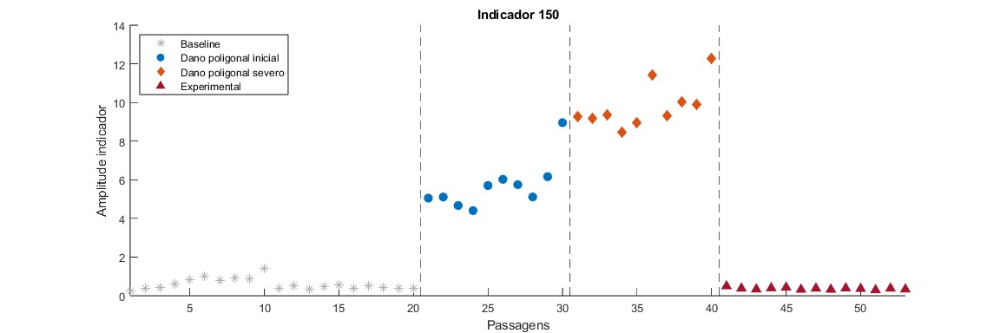 Indicador 150
14
12
10
8
6
4
2
0
Amplitude indicador
Baseline
Dano poligonal inicial
Dano poligonal severo
Experimental
5 10 15 20 25 30 35 40 45 50
Passagens